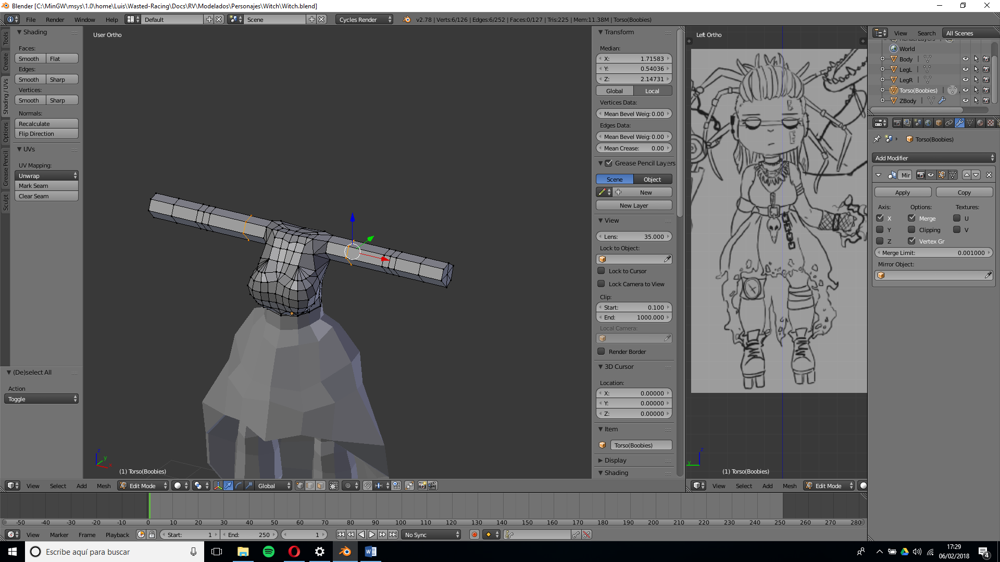 Blender [C:\MinGW\msys\1.0\home\Luis\Wasted-Racing\Docs\RV\Modelados\Personajes\Witch\Witch.blend]
File Render Window Help Default Scene Cycles Render v2.78 | Verts:6/126 | Edges:6/252 | Faces:0/127 | Tris:225 | Mem:11.38M | Torso(Boobies)
Tools
Create
Shading / UVs
Options
Grease Pencil
Sculpt
Shading
Faces:
Smooth Flat
Edges:
Smooth Sharp
Vertices:
Smooth Sharp
Normals:
Recalculate
Flip Direction
UVs
UV Mapping:
Unwrap
Mark Seam
Clear Seam
(De)select All
Action
Toggle
User Ortho
(1) Torso(Boobies)
z
y
x
Transform
Median:
X: 1.71583
Y: 0.54036
Z: 2.14731
Global Local
Vertices Data:
Mean Bevel Weig: 0.00
Edges Data:
Mean Bevel Weig: 0.00
Mean Crease: 0.00
Grease Pencil Layers
Scene Object
New
New Layer
View
Lens: 35.000
Lock to Object:
Lock to Cursor
Lock Camera to View
Clip:
Start: 0.100
End: 1000.000
Local Camera:
Render Border
3D Cursor
Location:
X: 0.00000
Y: 0.00000
Z: 0.00000
Item
Torso(Boobies)
Display
Shading
Left Ortho
z
y
(1) Torso(Boobies)
View Search All Scenes
RenderLayers
World
Body
LegL
LegR
Torso(Boobies)
ZBody
Torso(Boobies)
Add Modifier
Mir
Apply Copy
Axis: Options: Textures:
X Merge U
Y Clipping V
Z Vertex Gr
Merge Limit: 0.001000
Mirror Object:
View Select Add Mesh Edit Mode Global
View Select Add Mesh Edit Mode
-50 -40 -30 -20 -10 0 10 20 30 40 50 60 70 80 90 100 110 120 130 140 150 160 170 180 190 200 210 220 230 240 250 260 270 280
View Marker Frame Playback Start: 1 End: 250 1 No Sync
Escribe aquí para buscar
17:29
06/02/2018
4